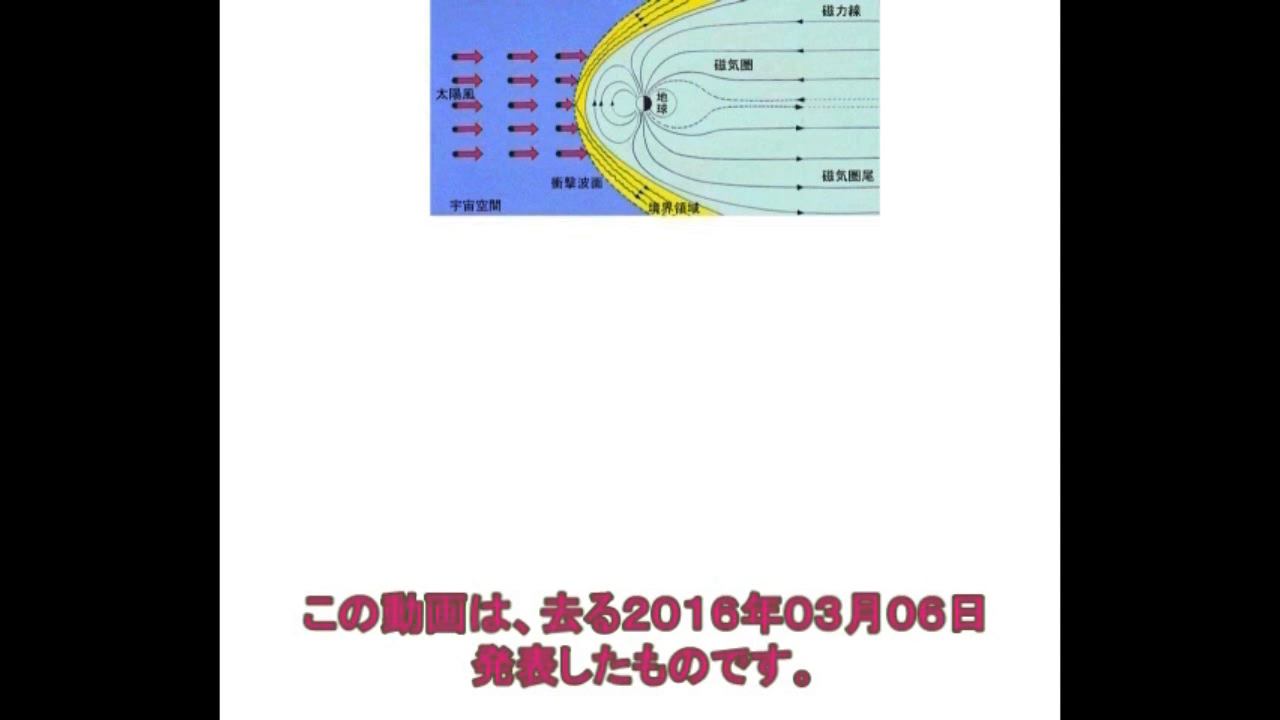 磁力線
磁気圏
太陽風
地球
磁気圏尾
衝撃波面
宇宙空間
境界領域
この動画は、去る2016年03月06日
発表したものです。